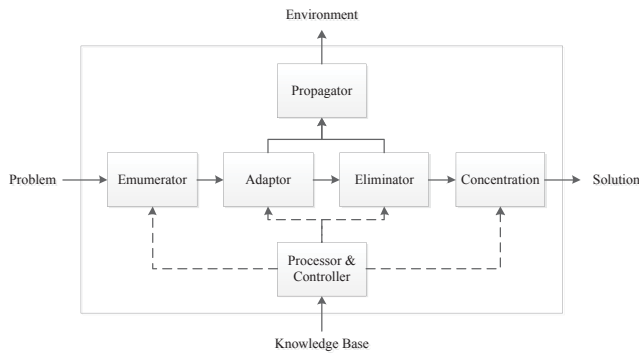 Environment
Propagator
Problem
Emumerator
Adaptor
Eliminator
Concentration
Solution
Processor &
Controller
Knowledge Base